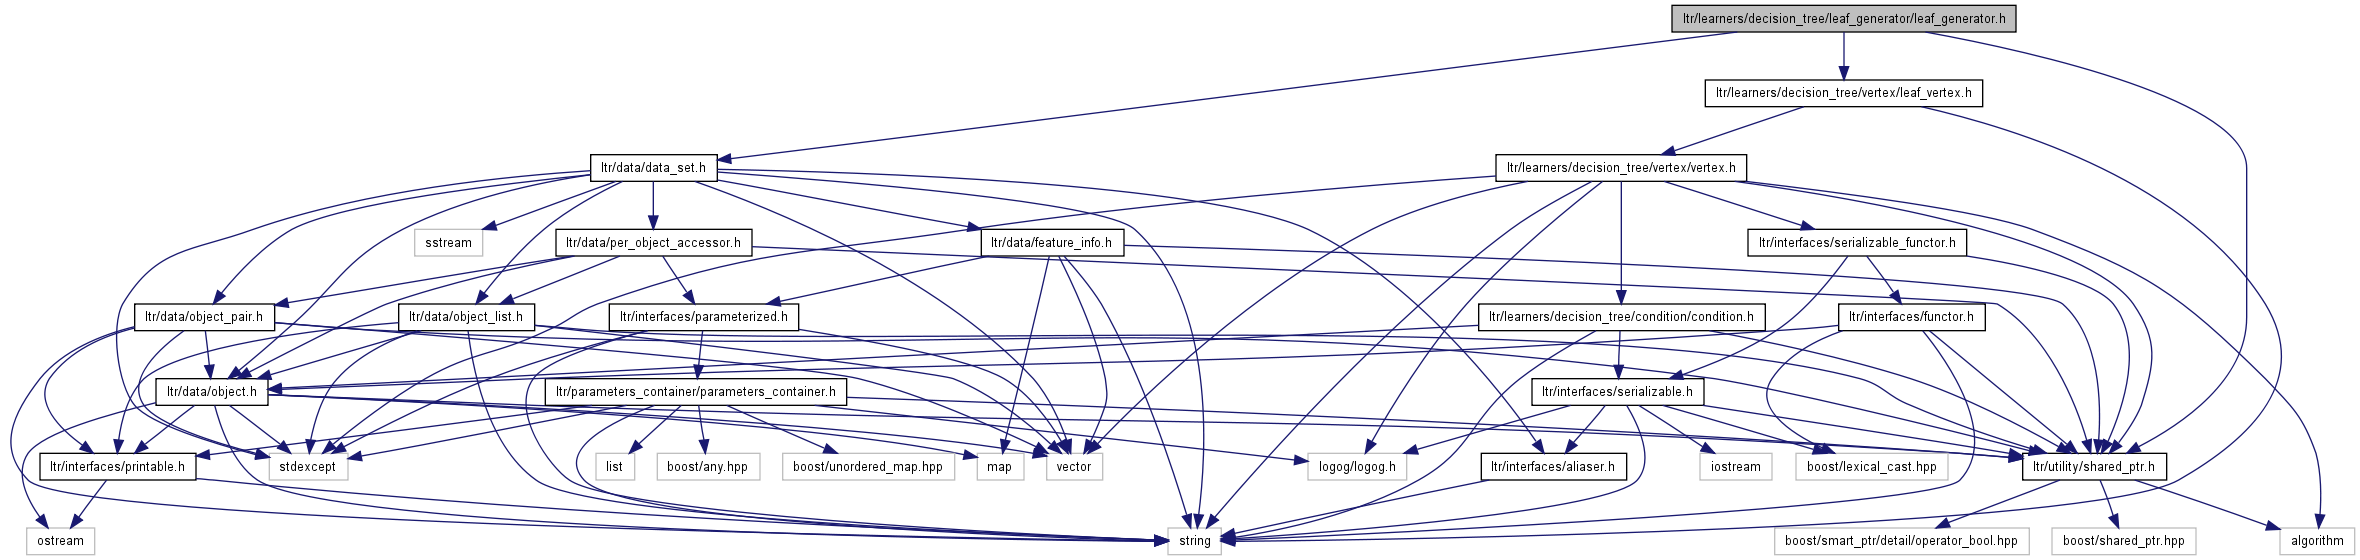 ltr/learners/decision_tree/leaf_generator/leaf_generator.h
ltr/learners/decision_tree/vertex/leaf_vertex.h
ltr/data/data_set.h
ltr/learners/decision_tree/vertex/vertex.h
sstream
ltr/data/per_object_accessor.h
ltr/data/feature_info.h
ltr/interfaces/serializable_functor.h
ltr/data/object_pair.h
ltr/data/object_list.h
ltr/interfaces/parameterized.h
ltr/learners/decision_tree/condition/condition.h
ltr/interfaces/functor.h
ltr/data/object.h
ltr/parameters_container/parameters_container.h
ltr/interfaces/serializable.h
ltr/interfaces/printable.h
stdexcept
list
boost/any.hpp
boost/unordered_map.hpp
map
vector
logog/logog.h
ltr/interfaces/aliaser.h
iostream
boost/lexical_cast.hpp
ltr/utility/shared_ptr.h
ostream
string
boost/smart_ptr/detail/operator_bool.hpp
boost/shared_ptr.hpp
algorithm